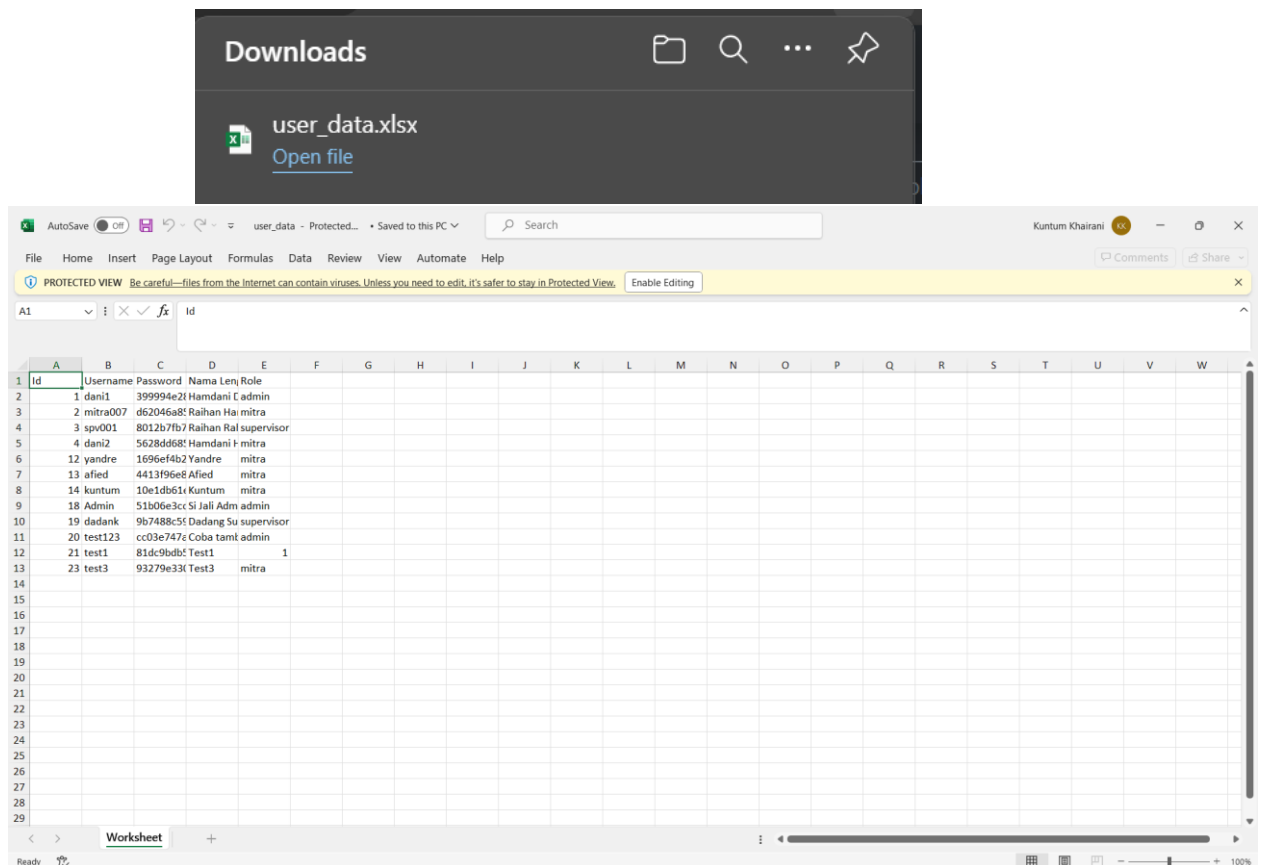 Downloads
user_data.xlsx
Open file
AutoSave Off user_data - Protected... • Saved to this PC Search Kuntum Khairani KK
File Home Insert Page Layout Formulas Data Review View Automate Help Comments Share
PROTECTED VIEW Be careful—files from the Internet can contain viruses. Unless you need to edit, it's safer to stay in Protected View. Enable Editing
A1 fx Id
A B C D E F G H I J K L M N O P Q R S T U V W
1 Id Username Password Nama Len Role
2 1 dani1 399994e2 Hamdani admin
3 2 mitra007 d62046a8 Raihan Ha mitra
4 3 spv001 8012b7fb7 Raihan Ral supervisor
5 4 dani2 5628dd68 Hamdani mitra
6 12 yandre 1696ef4b2 Yandre mitra
7 13 afied 4413f96e8 Afied mitra
8 14 kuntum 10e1db61 Kuntum mitra
9 18 Admin 51b06e3c Si Jali Adm admin
10 19 dadank 9b7488c5 Dadang Su supervisor
11 20 test123 cc03e747 Coba tam admin
12 21 test1 81dc9bdb Test1 1
13 23 test3 93279e33 Test3 mitra
14
15
16
17
18
19
20
21
22
23
24
25
26
27
28
29
Worksheet
Ready 100%